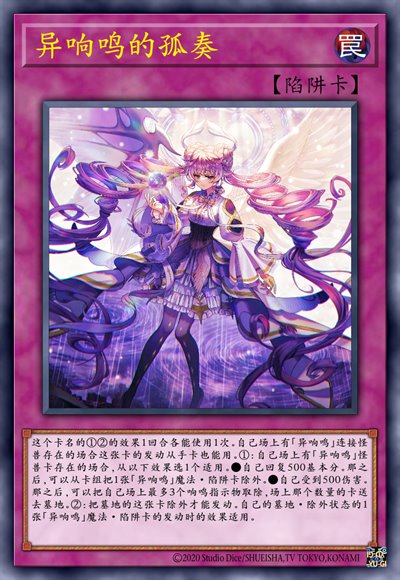 异响鸣的孤奏
罠
【陷阱卡】
这个卡名的①②的效果1回合各能使用1次。自己场上有「异响鸣」连接怪
兽卡存在的场合这张卡的发动从手卡也能用。①：自己场上有「异响鸣」怪
兽卡存在的场合，从以下效果选1个适用。●自己回复500基本分。那之
后，可以从卡组把1张「异响鸣」魔法·陷阱卡除外。●自己受到500伤害。
那之后，可以把自己场上最多3个响鸣指示物取除，场上那个数量的卡送
去墓地。②：把墓地的这张卡除外才能发动。自己的墓地·除外状态的1
张「异响鸣」魔法·陷阱卡的发动时的效果适用。
©2020 Studio Dice/SHUEISHA,TV TOKYO,KONAMI